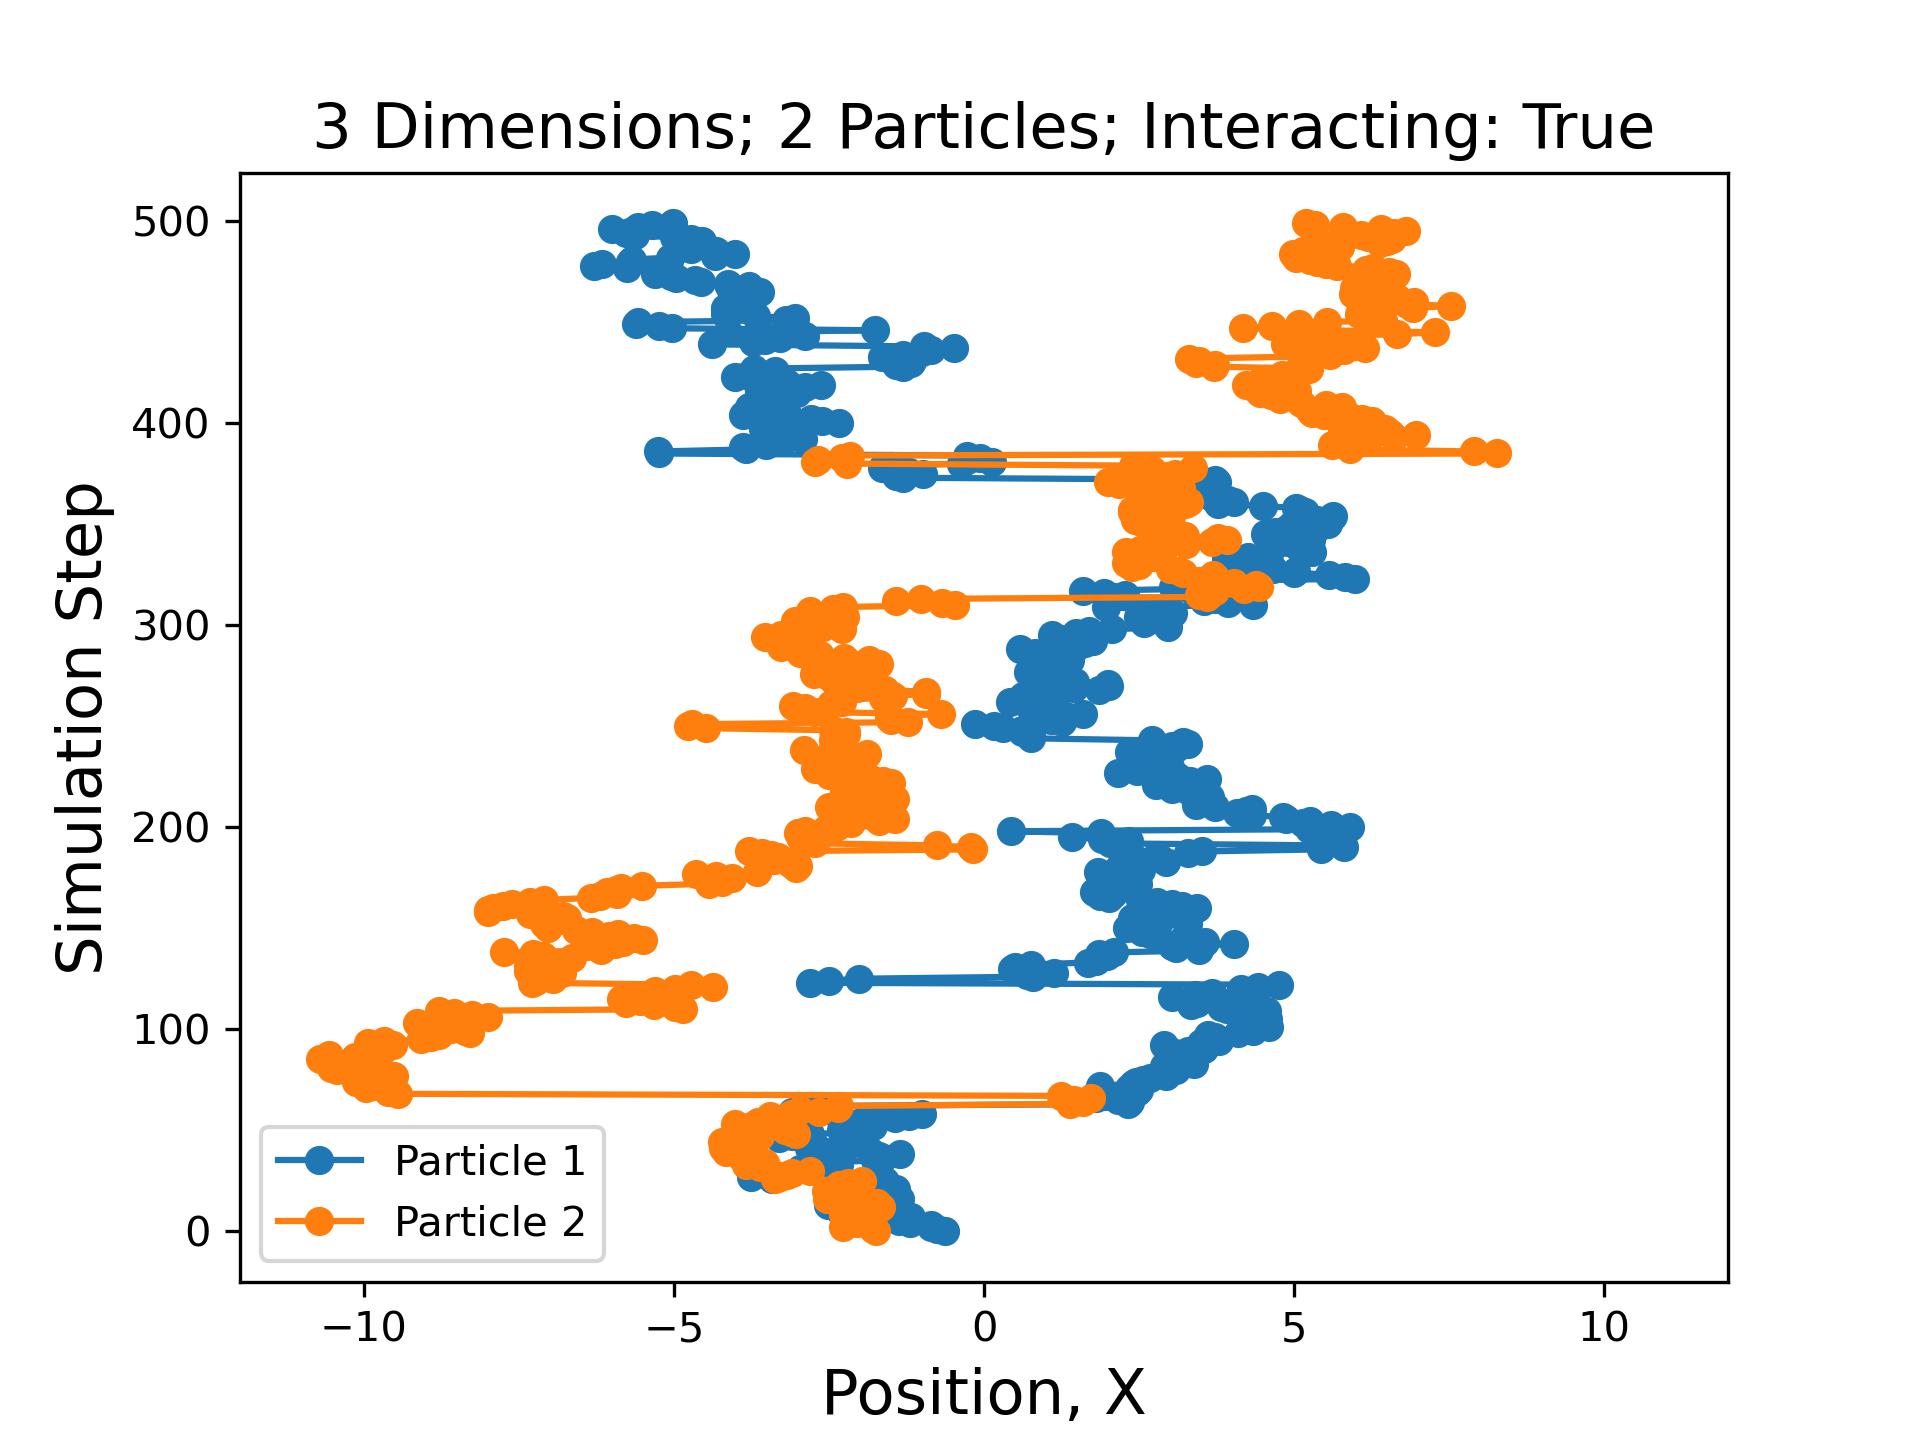 3 Dimensions; 2 Particles; Interacting: True
Simulation Step
500
400
300
200
100
0
Particle 1
Particle 2
−10
−5
0
5
10
Position, X